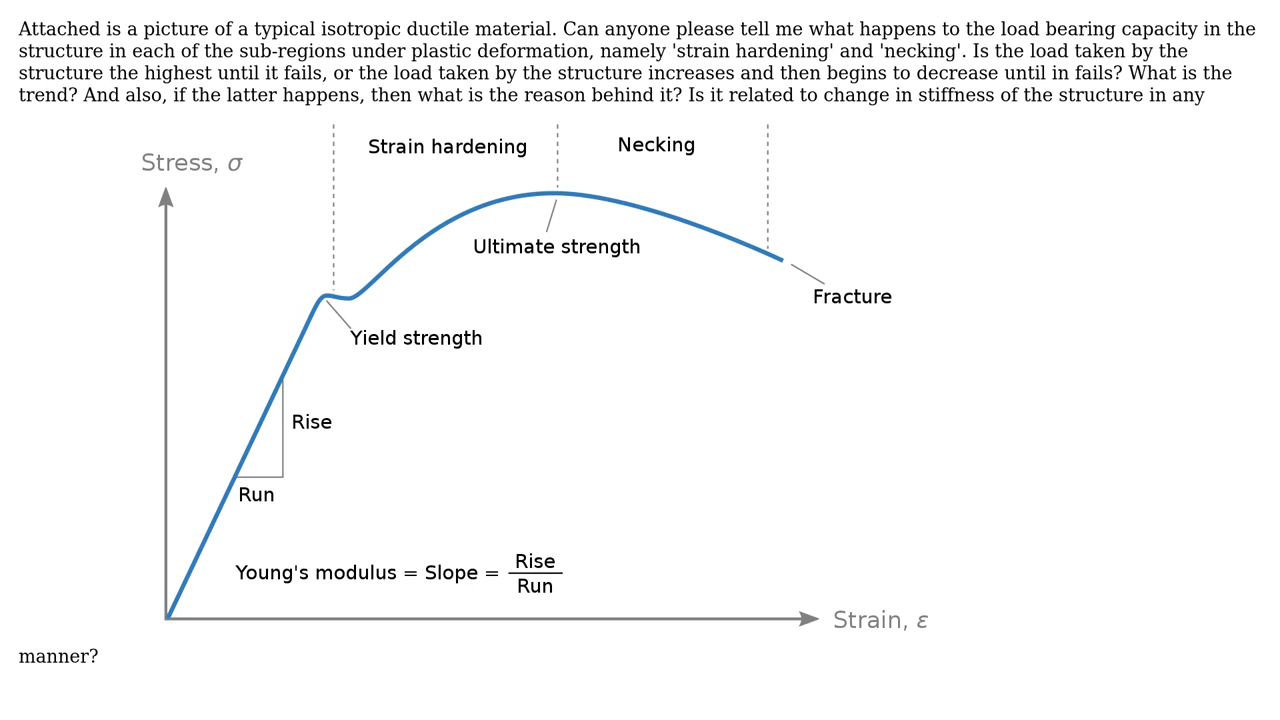 Attached is a picture of a typical isotropic ductile material. Can anyone please tell me what happens to the load bearing capacity in the
structure in each of the sub-regions under plastic deformation, namely 'strain hardening' and 'necking'. Is the load taken by the
structure the highest until it fails, or the load taken by the structure increases and then begins to decrease until in fails? What is the
trend? And also, if the latter happens, then what is the reason behind it? Is it related to change in stiffness of the structure in any
Strain hardening
Necking
Stress, σ
Ultimate strength
Fracture
Yield strength
Rise
Run
Young's modulus = Slope = Rise
Run
Strain, ε
manner?